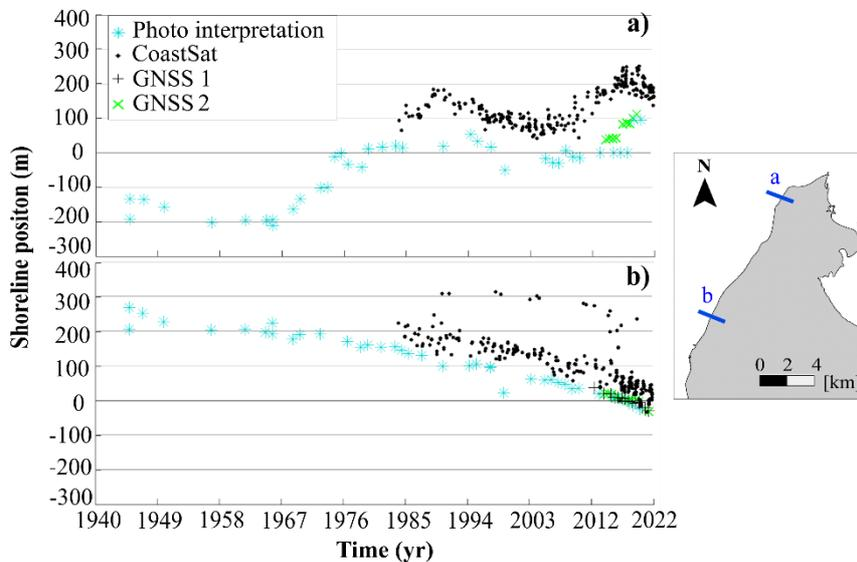 a)
Photo interpretation
CoastSat
GNSS 1
GNSS 2
400
300
200
100
0
-100
-200
-300
b)
400
300
200
100
0
-100
-200
-300
Shoreline positon (m)
1940 1949 1958 1967 1976 1985 1994 2003 2012 2022
Time (yr)
N
a
b
0 2 4
[km]